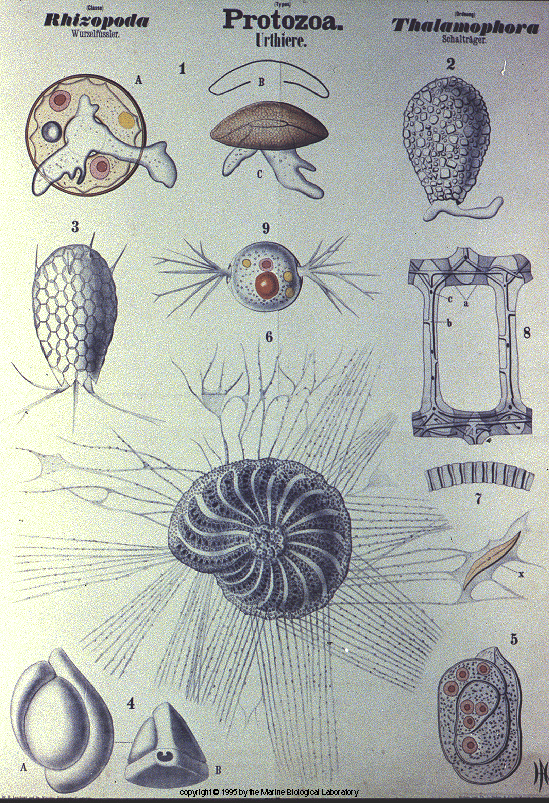 (Classe)
Rhizopoda
Wurzelfüssler.
(Typus)
Protozoa.
Urthiere.
(Ordnung)
Thalamophora
Schalträger.
1
A
B
C
2
3
9
8
c a
b
6
7
x
5
4
A
B
copyright © 1995 by the Marine Biological Laboratory